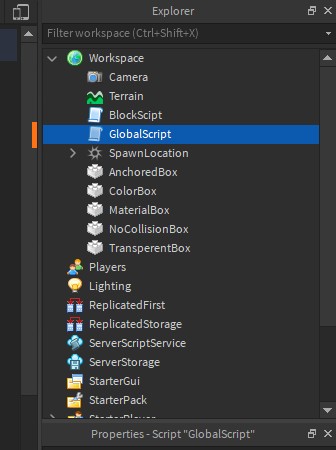 Explorer
Filter workspace (Ctrl+Shift+X)
Workspace
Camera
Terrain
BlockScipt
GlobalScript
SpawnLocation
AnchoredBox
ColorBox
MaterialBox
NoCollisionBox
TransperentBox
Players
Lighting
ReplicatedFirst
ReplicatedStorage
ServerScriptService
ServerStorage
StarterGui
StarterPack
StarterPlayer
Properties - Script "GlobalScript"